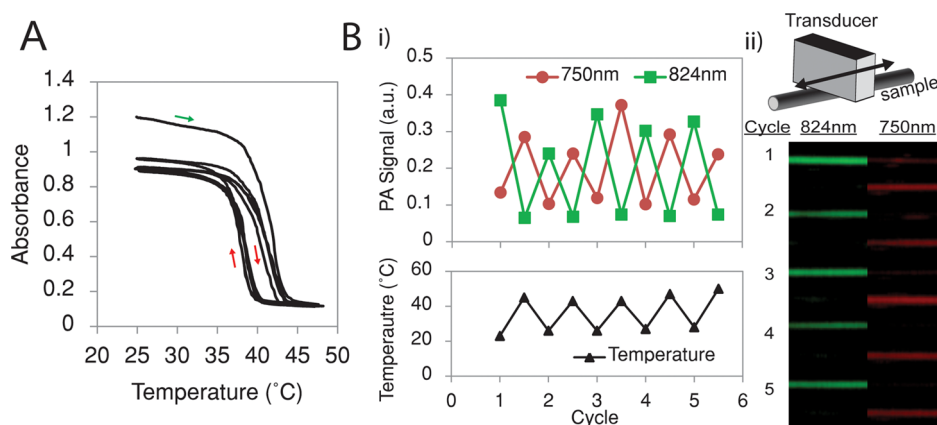 A
Absorbance
1.4
1.2
1
0.8
0.6
0.4
0.2
0
20 25 30 35 40 45 50
Temperature (˚C)
B i)
PA Signal (a.u.)
0.5
0.4
0.3
0.2
0.1
0
750nm 824nm
Temperautre (˚C)
60
40
20
0
Temperature
0 1 2 3 4 5 6
Cycle
ii)
Transducer
sample
Cycle 824nm 750nm
1
2
3
4
5